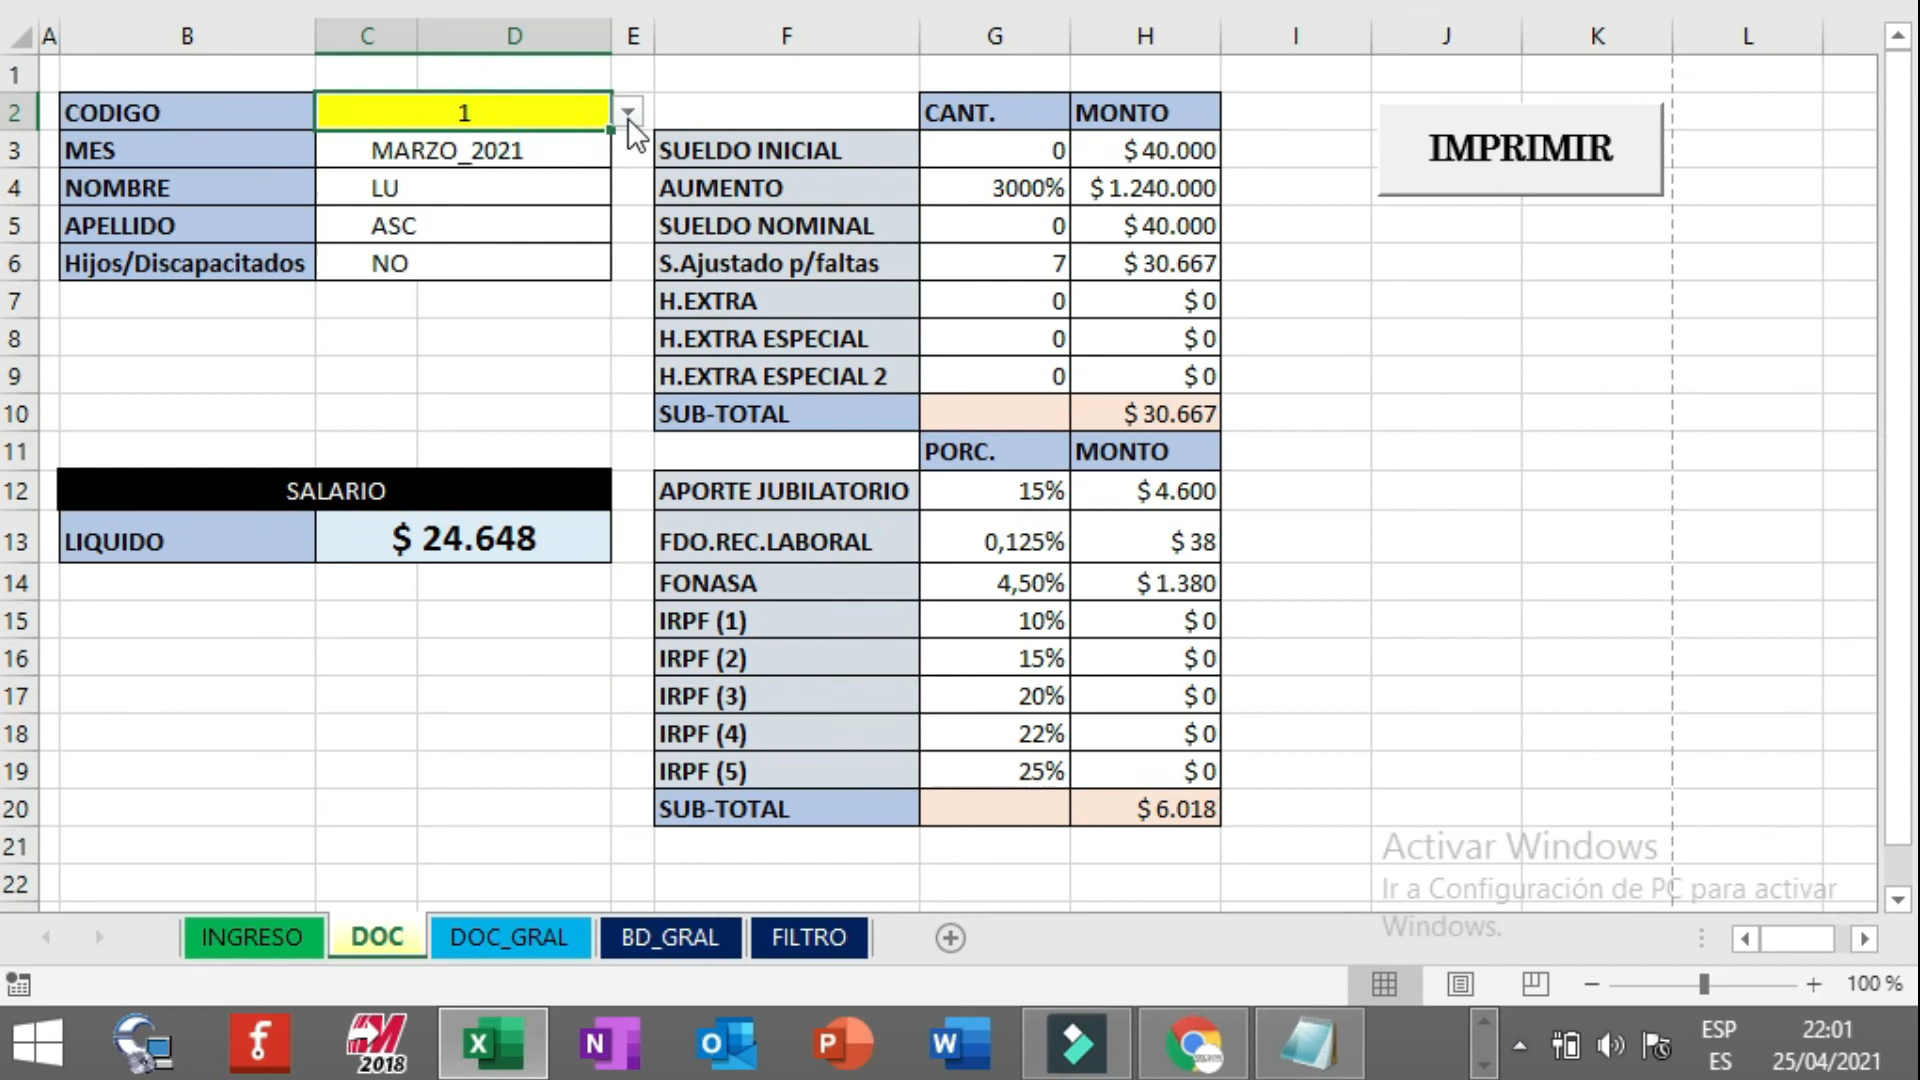 A B C D E F G H I J K L
1
2 CODIGO 1 CANT. MONTO
IMPRIMIR
3 MES MARZO_2021 SUELDO INICIAL 0 $ 40.000
4 NOMBRE LU AUMENTO 3000% $ 1.240.000
5 APELLIDO ASC SUELDO NOMINAL 0 $ 40.000
6 Hijos/Discapacitados NO S.Ajustado p/faltas 7 $ 30.667
7 H.EXTRA 0 $ 0
8 H.EXTRA ESPECIAL 0 $ 0
9 H.EXTRA ESPECIAL 2 0 $ 0
10 SUB-TOTAL $ 30.667
11 PORC. MONTO
12 SALARIO APORTE JUBILATORIO 15% $ 4.600
13 LIQUIDO $ 24.648 FDO.REC.LABORAL 0,125% $ 38
14 FONASA 4,50% $ 1.380
15 IRPF (1) 10% $ 0
16 IRPF (2) 15% $ 0
17 IRPF (3) 20% $ 0
18 IRPF (4) 22% $ 0
19 IRPF (5) 25% $ 0
20 SUB-TOTAL $ 6.018
21
22
Activar Windows
Ir a Configuración de PC para activar
Windows.
INGRESO DOC DOC_GRAL BD_GRAL FILTRO
100 %
f 2018 X N O P W
ESP 22:01
ES 25/04/2021